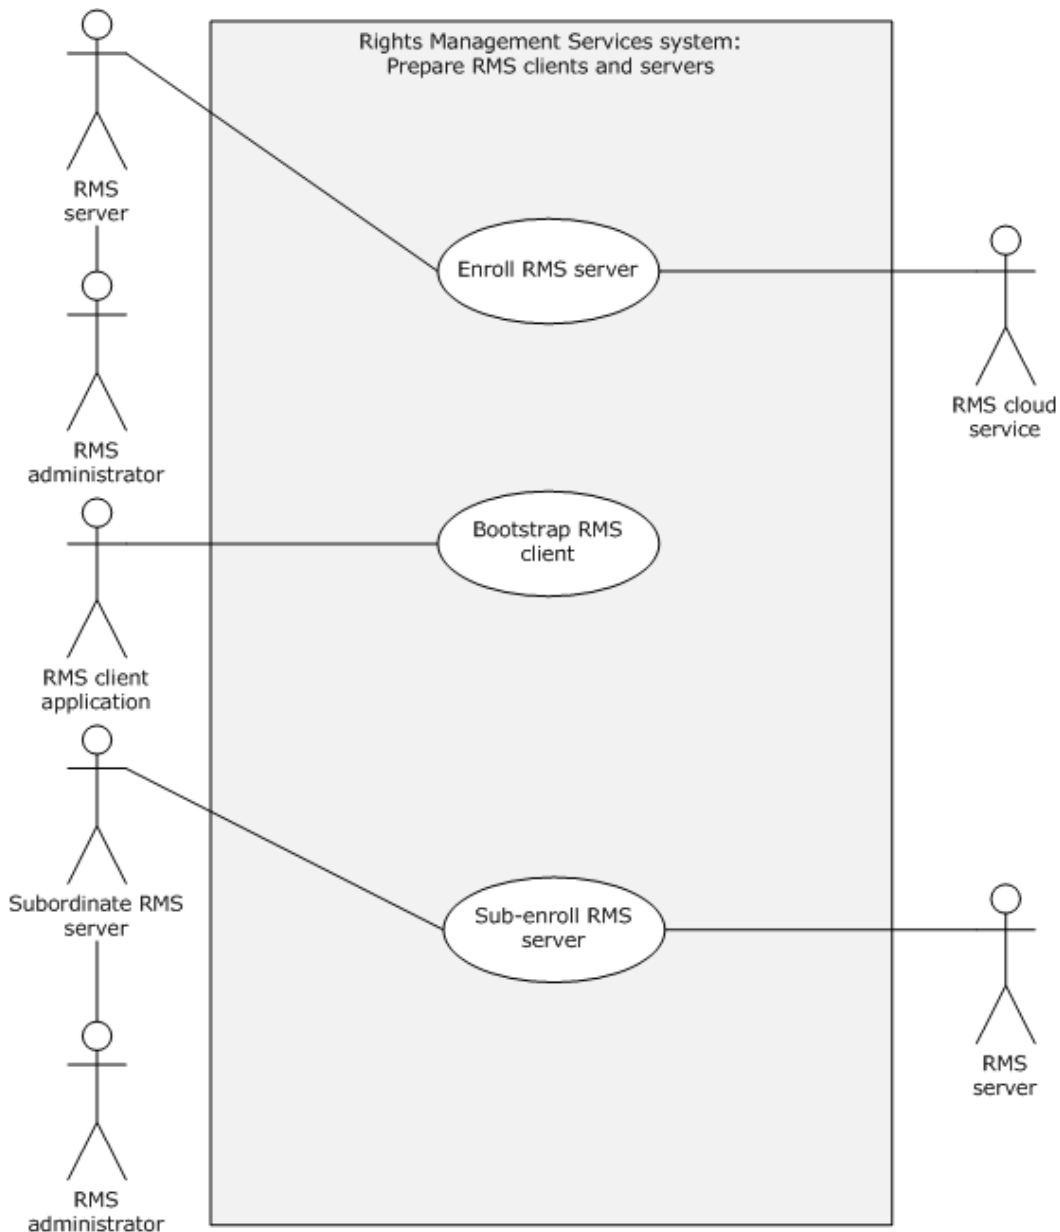 Rights Management Services system:
Prepare RMS clients and servers
RMS
server
Enroll RMS server
RMS cloud
service
RMS
administrator
Bootstrap RMS
client
RMS client
application
Subordinate RMS
server
Sub-enroll RMS
server
RMS
server
RMS
administrator